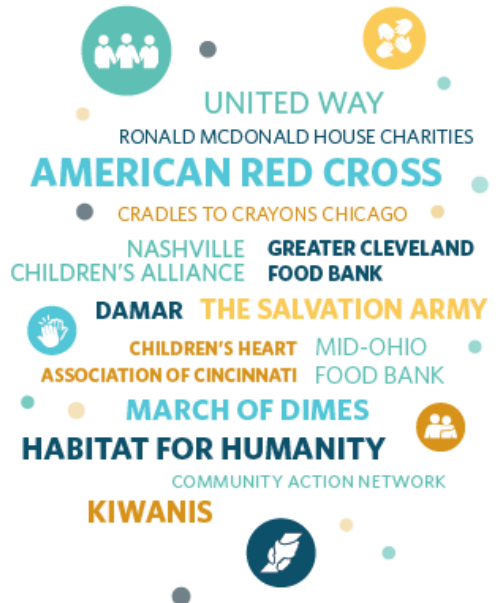 UNITED WAY
RONALD MCDONALD HOUSE CHARITIES
AMERICAN RED CROSS
CRADLES TO CRAYONS CHICAGO
NASHVILLE
CHILDREN'S ALLIANCE
GREATER CLEVELAND
FOOD BANK
DAMAR
THE SALVATION ARMY
CHILDREN'S HEART
ASSOCIATION OF CINCINNATI
MID-OHIO
FOOD BANK
MARCH OF DIMES
HABITAT FOR HUMANITY
COMMUNITY ACTION NETWORK
KIWANIS